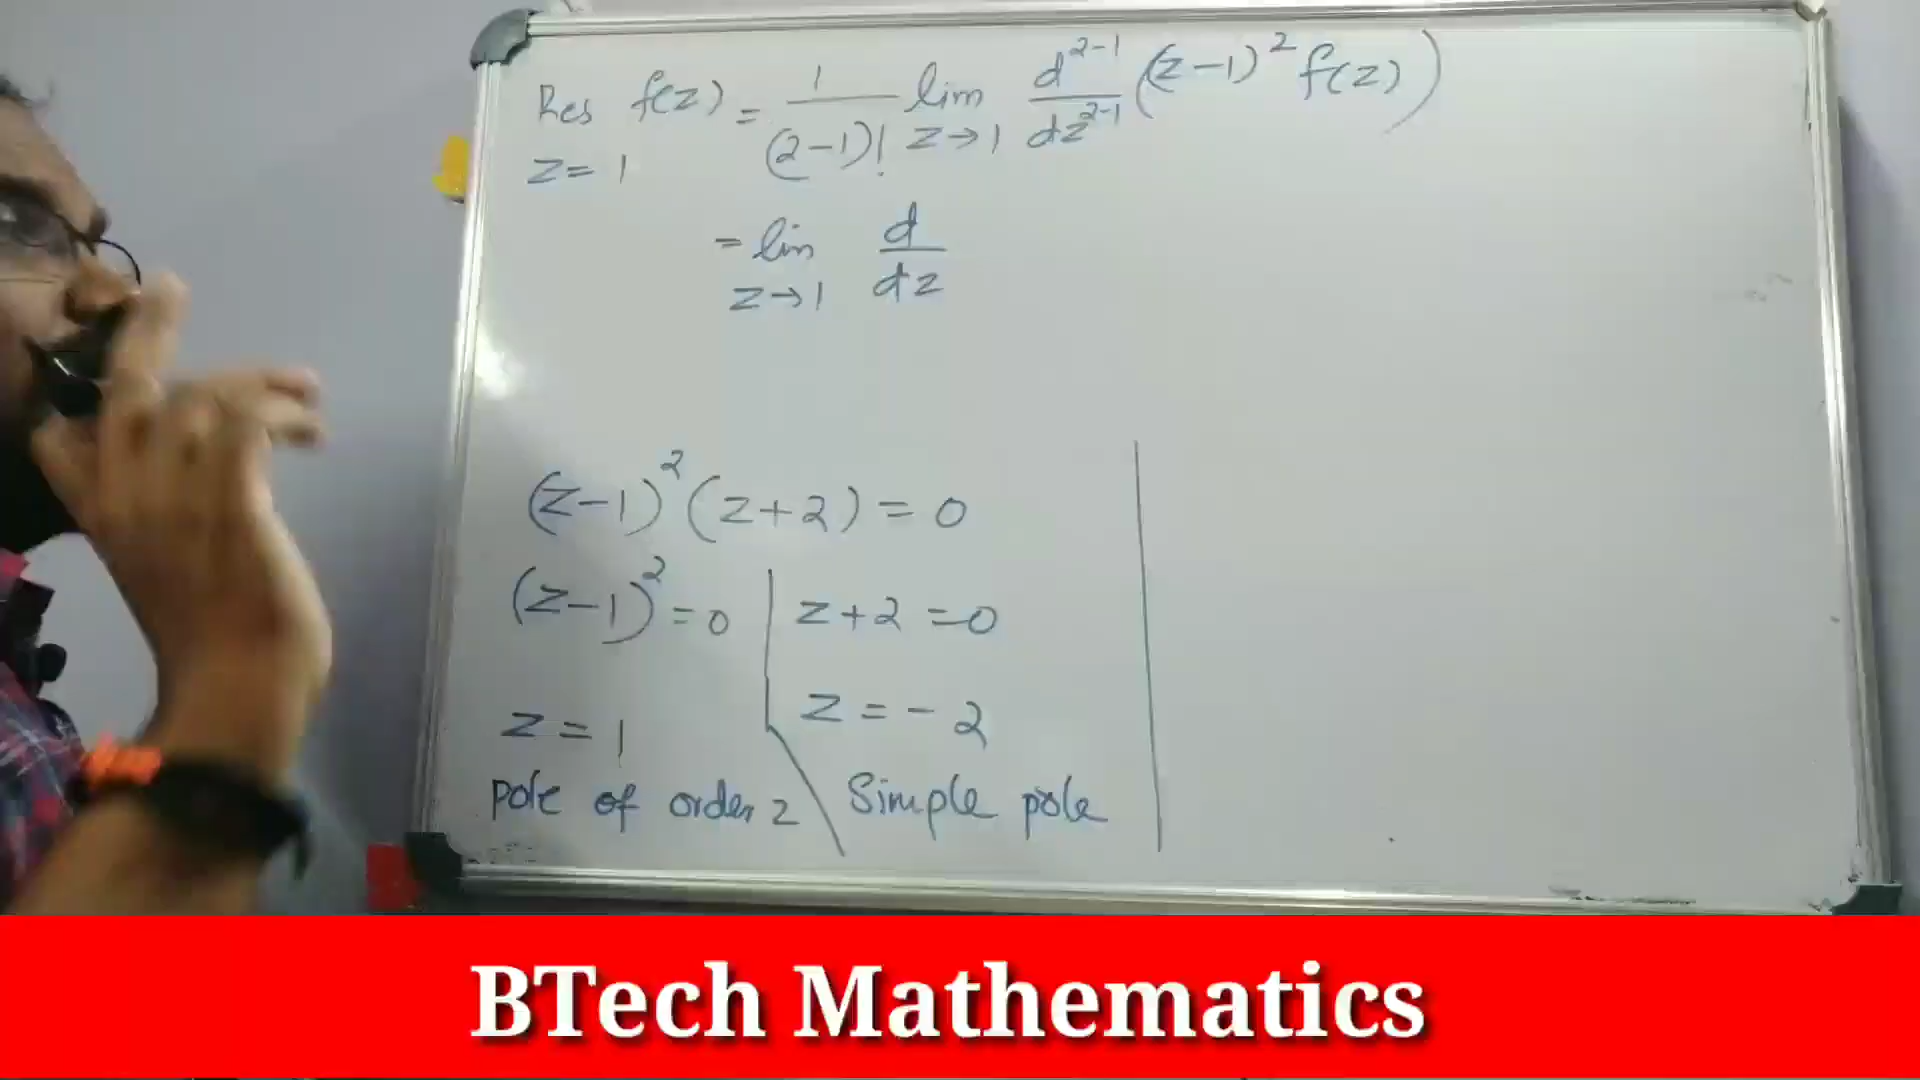 Res f(z) = 1/(2-1)! lim z→1 d^{2-1}/dz^{2-1} ((z-1)^2 f(z))
z = 1
= lim z→1 d/dz
(z-1)^2 (z+2) = 0
(z-1)^2 = 0 | z+2 = 0
z = 1 | z = -2
pole of order 2 \ Simple pole
BTech Mathematics